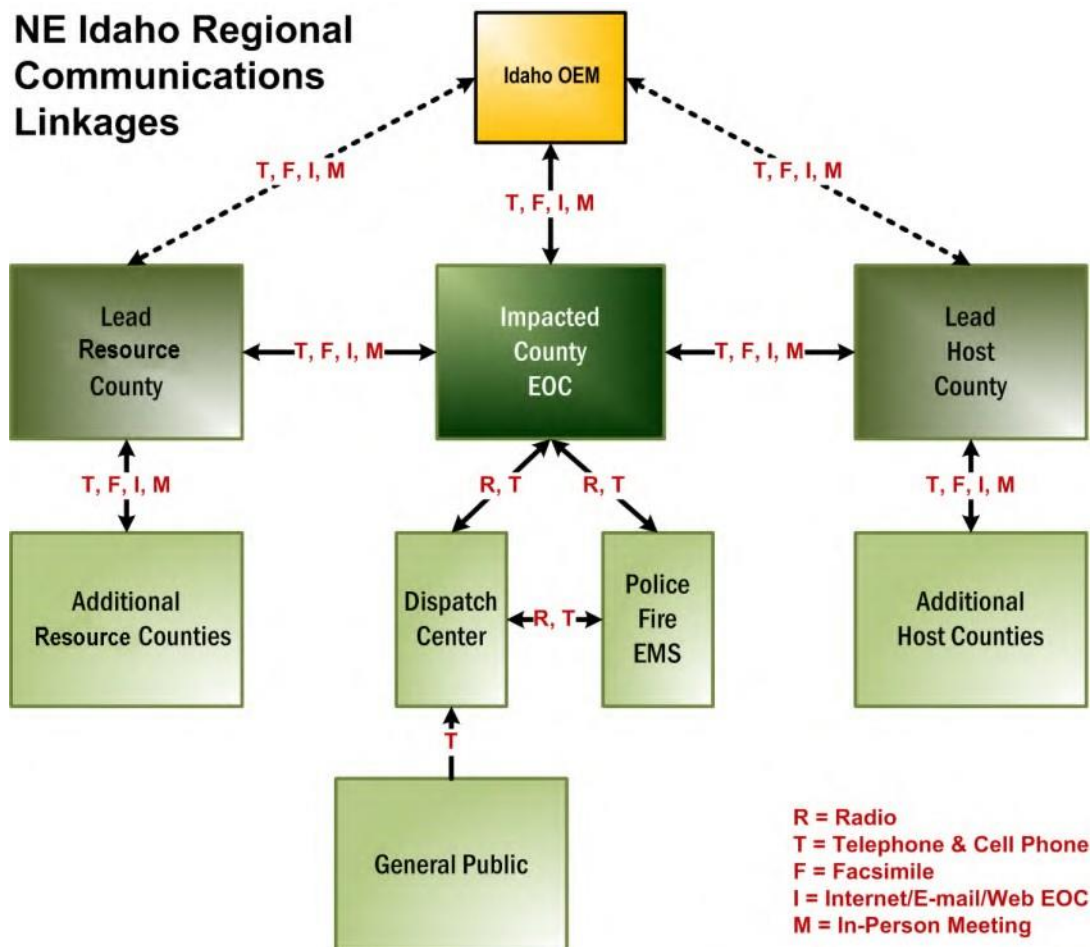 NE Idaho Regional
Communications
Linkages
Idaho OEM
T, F, I, M
T, F, I, M
T, F, I, M
Lead
Resource
County
T, F, I, M
Impacted
County
EOC
T, F, I, M
Lead
Host
County
T, F, I, M
R, T
R, T
T, F, I, M
Additional
Resource Counties
Dispatch
Center
R, T
Police
Fire
EMS
Additional
Host Counties
T
General Public
R = Radio
T = Telephone & Cell Phone
F = Facsimile
I = Internet/E-mail/Web EOC
M = In-Person Meeting